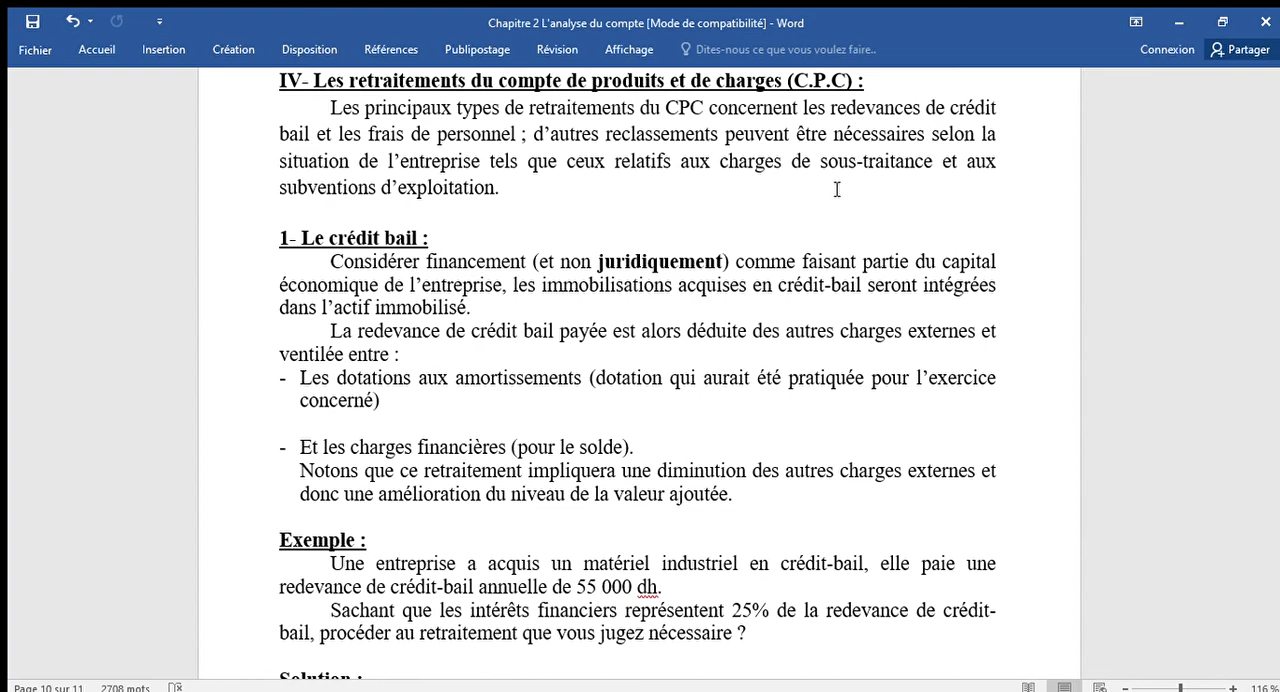 Chapitre 2 L'analyse du compte [Mode de compatibilité] - Word
Fichier Accueil Insertion Création Disposition Références Publipostage Révision Affichage Dites-nous ce que vous voulez faire.. Connexion Partager
IV- Les retraitements du compte de produits et de charges (C.P.C) :
Les principaux types de retraitements du CPC concernent les redevances de crédit
bail et les frais de personnel ; d’autres reclassements peuvent être nécessaires selon la
situation de l’entreprise tels que ceux relatifs aux charges de sous-traitance et aux
subventions d’exploitation.
1- Le crédit bail :
Considérer financement (et non juridiquement) comme faisant partie du capital
économique de l’entreprise, les immobilisations acquises en crédit-bail seront intégrées
dans l’actif immobilisé.
La redevance de crédit bail payée est alors déduite des autres charges externes et
ventilée entre :
- Les dotations aux amortissements (dotation qui aurait été pratiquée pour l’exercice
concerné)
- Et les charges financières (pour le solde).
Notons que ce retraitement impliquera une diminution des autres charges externes et
donc une amélioration du niveau de la valeur ajoutée.
Exemple :
Une entreprise a acquis un matériel industriel en crédit-bail, elle paie une
redevance de crédit-bail annuelle de 55 000 dh.
Sachant que les intérêts financiers représentent 25% de la redevance de crédit-
bail, procéder au retraitement que vous jugez nécessaire ?
Solution :
Page 10 sur 11 2708 mots 116 %